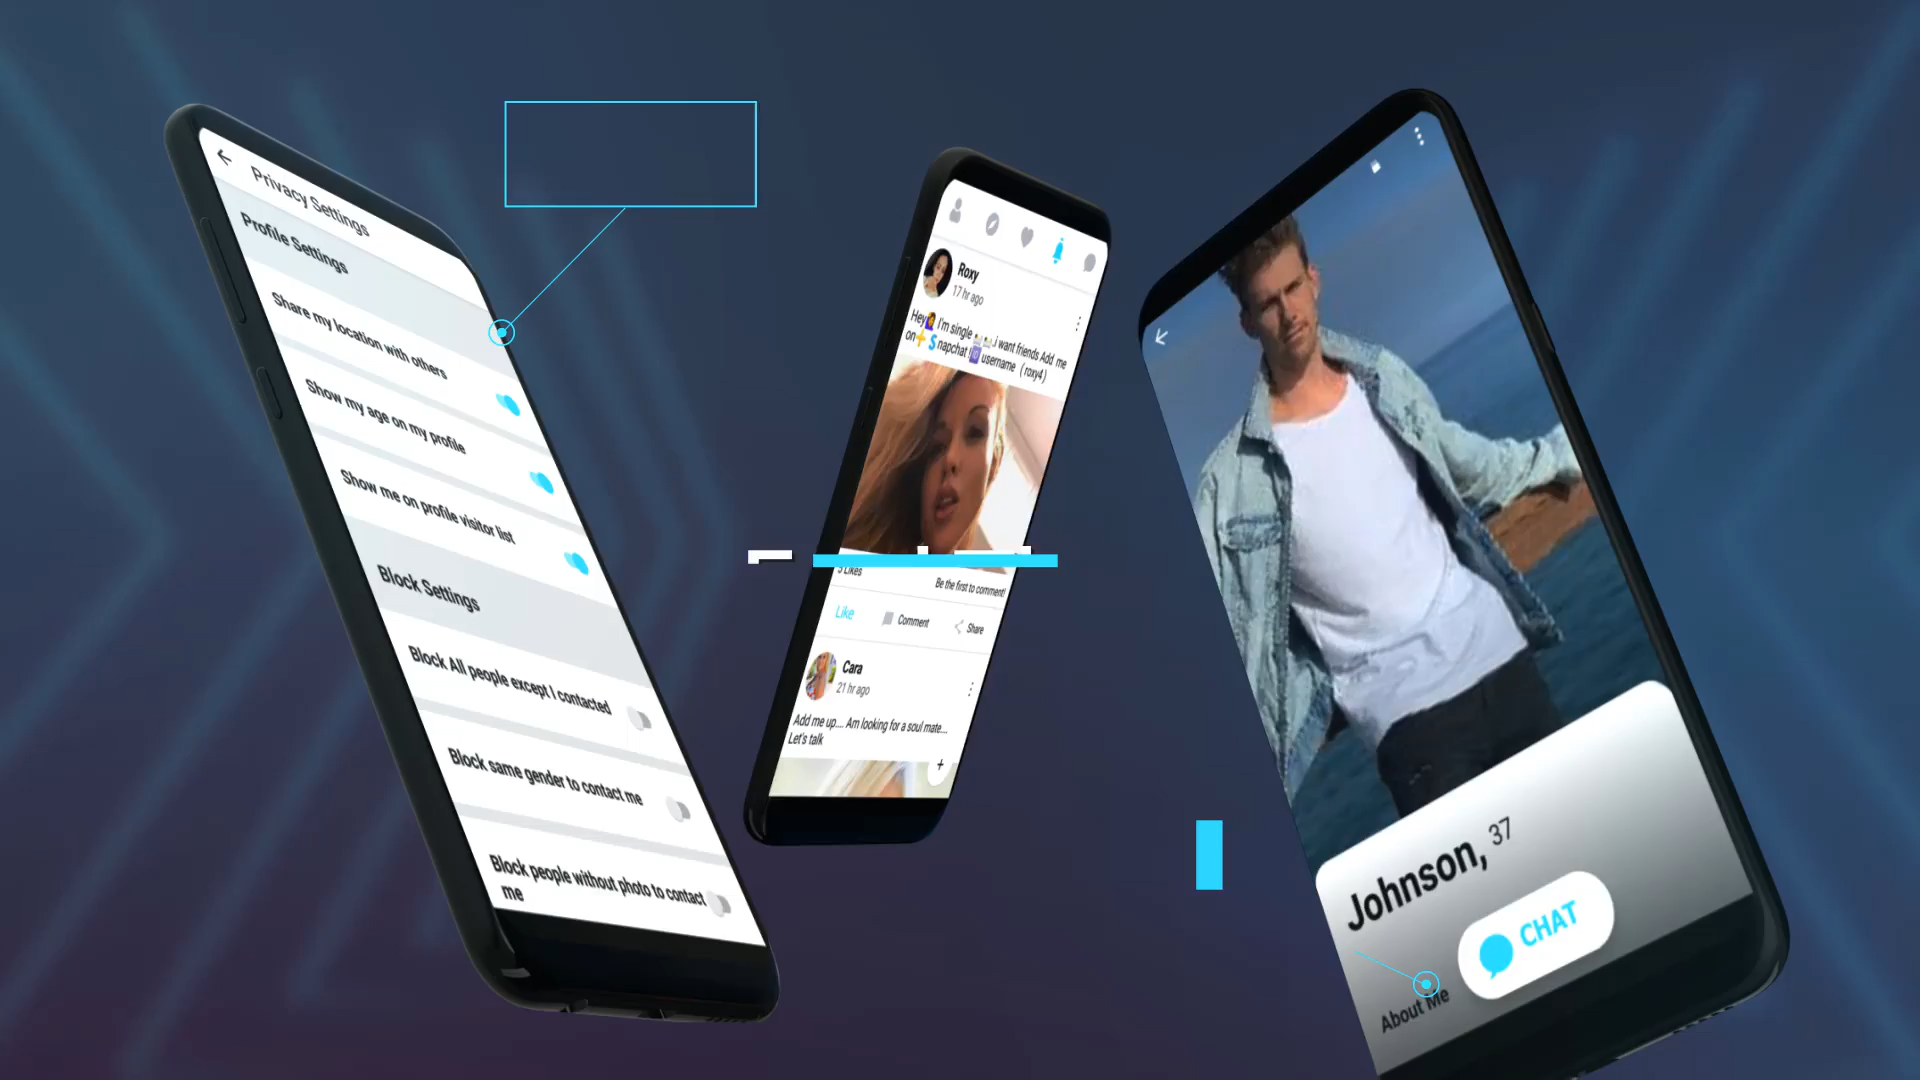 Privacy Settings
Profile Settings
Share my location with others
Show my age on my profile
Show me on profile visitor list
Block Settings
Block All people except I contacted
Block same gender to contact me
Block people without photo to contact
me
Roxy
17 hr ago
Hey🙋‍♀️ I'm single 👻👻.i want friends Add me
on👉 Snapchat !🆔username (roxy4)
5 Likes
Be the first to comment!
Like
Comment
Share
Cara
21 hr ago
Add me up.... Am looking for a soul mate...
Let's talk
Johnson, 37
CHAT
About Me